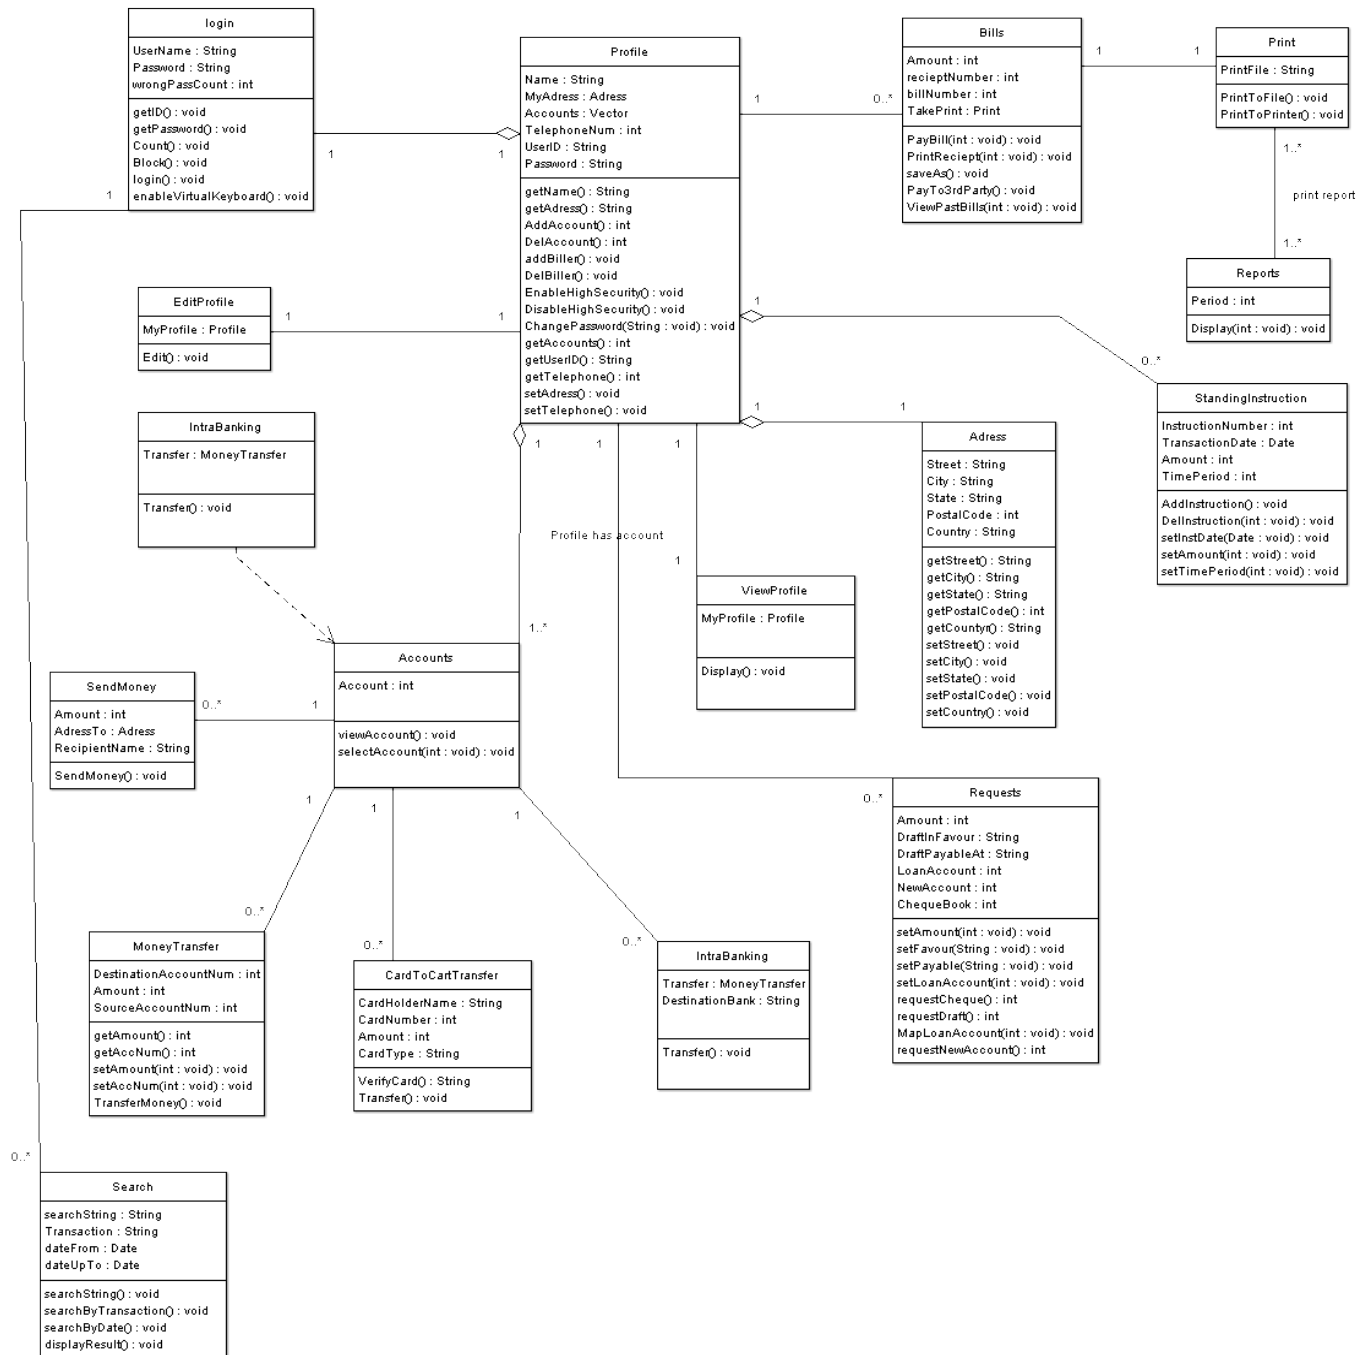 login
UserName : String
Password : String
wrongPassCount : int
getID() : void
getPassword() : void
Count() : void
Block() : void
login() : void
enableVirtualKeyboard() : void
1
1
1
Profile
Name : String
MyAdress : Adress
Accounts : Vector
TelephoneNum : int
UserID : String
Password : String
getName() : String
getAdress() : String
AddAccount() : int
DelAccount() : int
addBiller() : void
DelBiller() : void
EnableHighSecurity() : void
DisableHighSecurity() : void
ChangePassword(String : void) : void
getAccounts() : int
getUserID() : String
getTelephone() : int
setAdress() : void
setTelephone() : void
1
0..*
Bills
Amount : int
recieptNumber : int
billNumber : int
TakePrint : Print
PayBill(int : void) : void
PrintReciept(int : void) : void
saveAs() : void
PayTo3rdParty() : void
ViewPastBills(int : void) : void
1
1
Print
PrintFile : String
PrintToFile() : void
PrintToPrinter() : void
1..*
print report
1..*
Reports
Period : int
Display(int : void) : void
EditProfile
MyProfile : Profile
Edit() : void
1
1
1
0..*
StandingInstruction
InstructionNumber : int
TransactionDate : Date
Amount : int
TimePeriod : int
AddInstruction() : void
DelInstruction(int : void) : void
setInstDate(Date : void) : void
setAmount(int : void) : void
setTimePeriod(int : void) : void
IntraBanking
Transfer : MoneyTransfer
Transfer() : void
1
1
Adress
Street : String
City : String
State : String
PostalCode : int
Country : String
getStreet() : String
getCity() : String
getState() : String
getPostalCode() : int
getCountyr() : String
setStreet() : void
setCity() : void
setState() : void
setPostalCode() : void
setCountry() : void
1
1
1
Profile has account
1
1..*
ViewProfile
MyProfile : Profile
Display() : void
Accounts
Account : int
viewAccount() : void
selectAccount(int : void) : void
SendMoney
Amount : int
AdressTo : Adress
RecipientName : String
SendMoney() : void
0..*
1
1
1
1
0..*
Requests
Amount : int
DraftInFavour : String
DraftPayableAt : String
LoanAccount : int
NewAccount : int
ChequeBook : int
setAmount(int : void) : void
setFavour(String : void) : void
setPayable(String : void) : void
setLoanAccount(int : void) : void
requestCheque() : int
requestDraft() : int
MapLoanAccount(int : void) : void
requestNewAccount() : int
0..*
MoneyTransfer
DestinationAccountNum : int
Amount : int
SourceAccountNum : int
getAmount() : int
getAccNum() : int
setAmount(int : void) : void
setAccNum(int : void) : void
TransferMoney() : void
0..*
CardToCartTransfer
CardHolderName : String
CardNumber : int
Amount : int
CardType : String
VerifyCard() : String
Transfer() : void
0..*
IntraBanking
Transfer : MoneyTransfer
DestinationBank : String
Transfer() : void
0..*
Search
searchString : String
Transaction : String
dateFrom : Date
dateUpTo : Date
searchString() : void
searchByTransaction() : void
searchByDate() : void
displayResult() : void